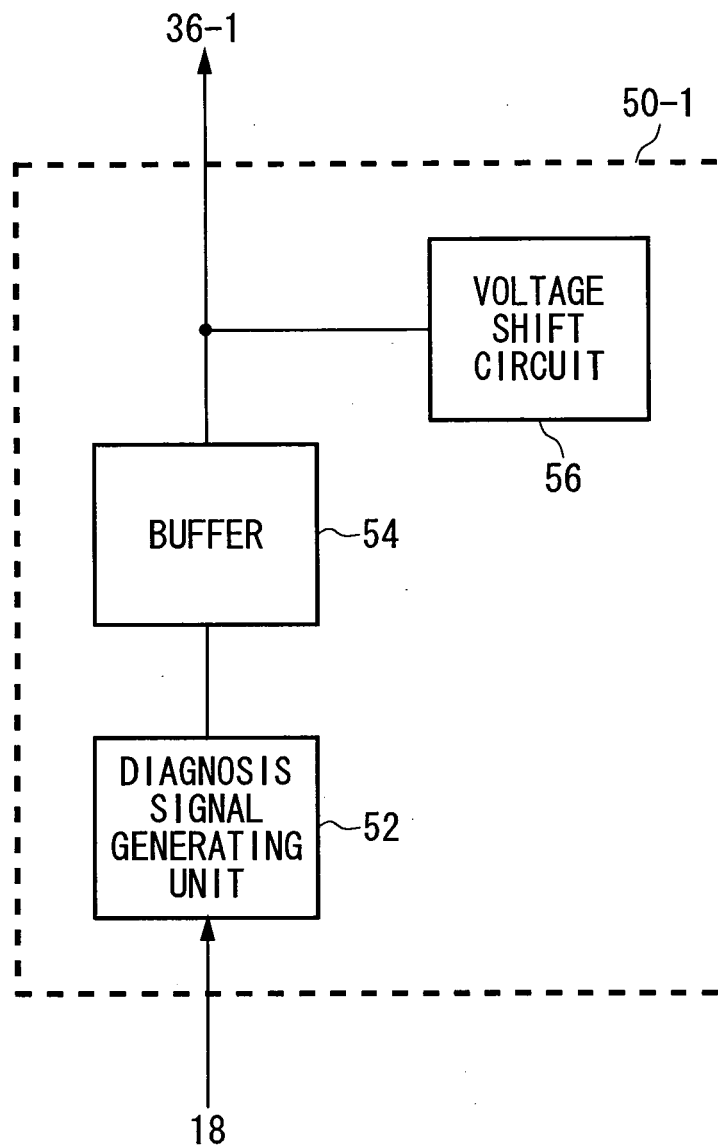 36-1
50-1
VOLTAGE
SHIFT
CIRCUIT
56
BUFFER
54
DIAGNOSIS
SIGNAL
GENERATING
UNIT
52
18